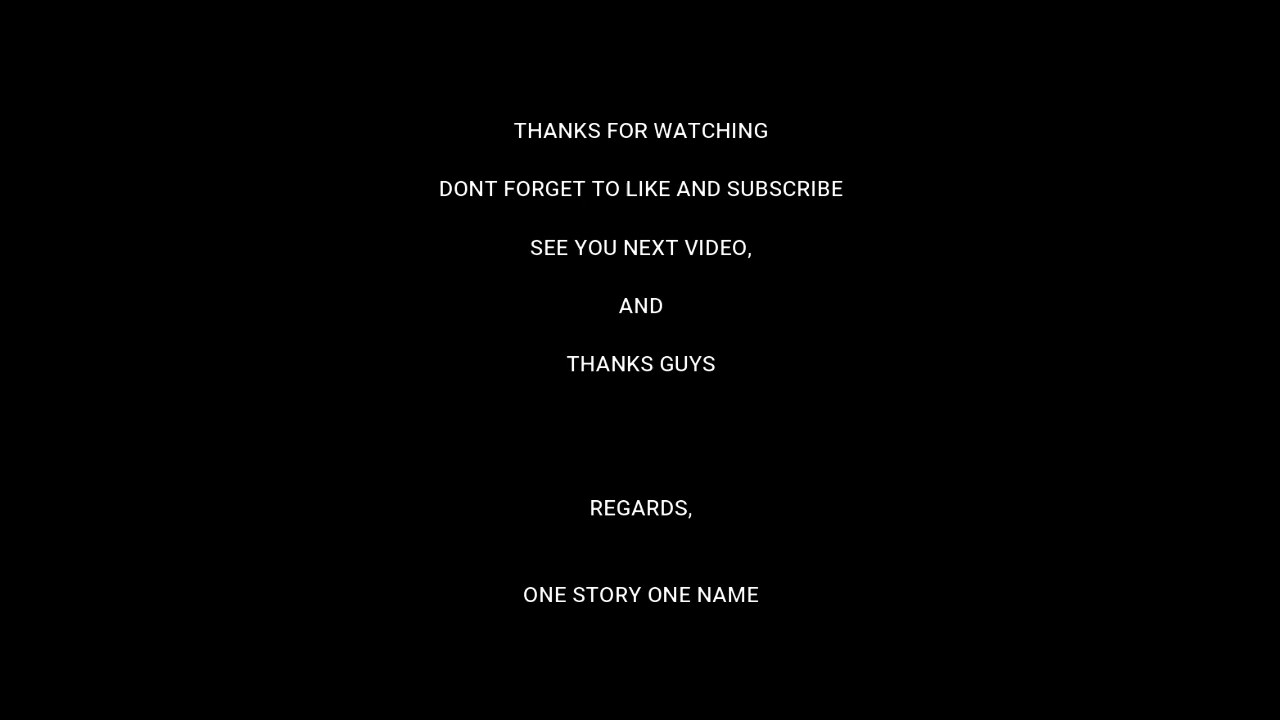 THANKS FOR WATCHING
DONT FORGET TO LIKE AND SUBSCRIBE
SEE YOU NEXT VIDEO,
AND
THANKS GUYS
REGARDS,
ONE STORY ONE NAME